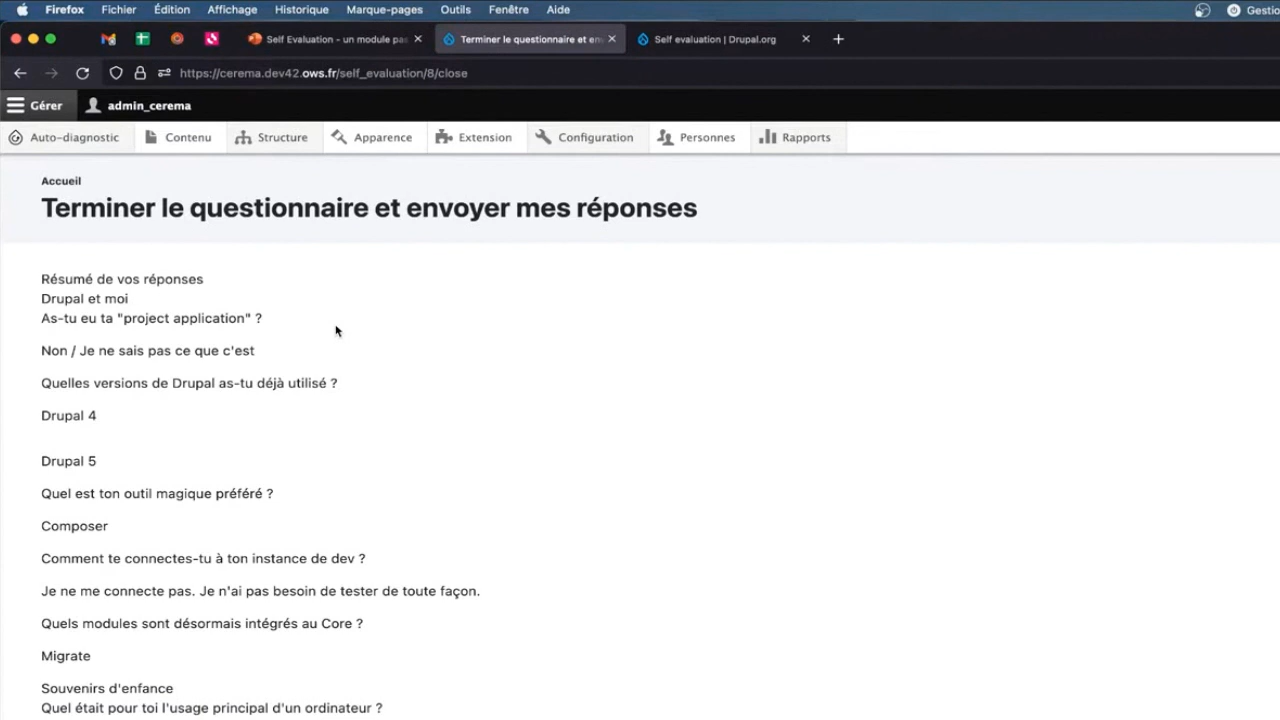 Firefox Fichier Édition Affichage Historique Marque-pages Outils Fenêtre Aide Gestio
Self Evaluation - un module pa
Terminer le questionnaire et en
Self evaluation | Drupal.org
https://cerema.dev42.ows.fr/self_evaluation/8/close
Gérer admin_cerema
Auto-diagnostic Contenu Structure Apparence Extension Configuration Personnes Rapports
Accueil
Terminer le questionnaire et envoyer mes réponses
Résumé de vos réponses
Drupal et moi
As-tu eu ta "project application" ?
Non / Je ne sais pas ce que c'est
Quelles versions de Drupal as-tu déjà utilisé ?
Drupal 4
Drupal 5
Quel est ton outil magique préféré ?
Composer
Comment te connectes-tu à ton instance de dev ?
Je ne me connecte pas. Je n'ai pas besoin de tester de toute façon.
Quels modules sont désormais intégrés au Core ?
Migrate
Souvenirs d'enfance
Quel était pour toi l'usage principal d'un ordinateur ?